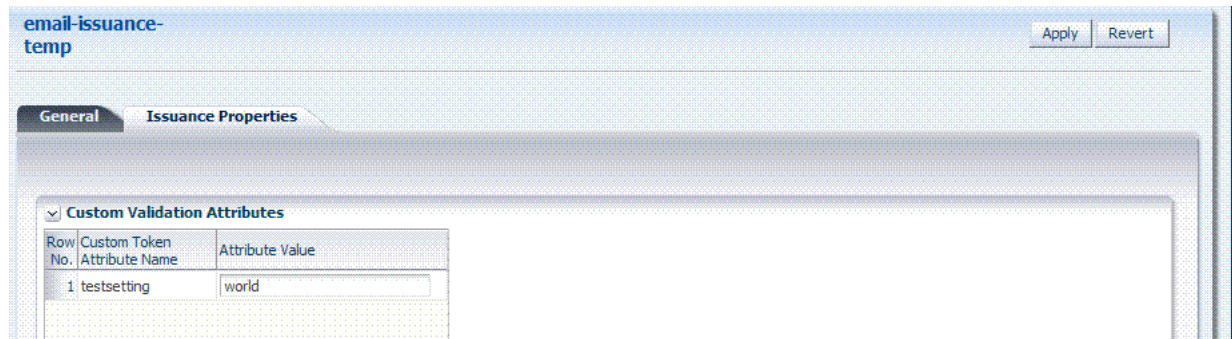 email-issuance-
temp
Apply Revert
General Issuance Properties
Custom Validation Attributes
Row Custom Token Attribute Value
No. Attribute Name
1 testsetting world